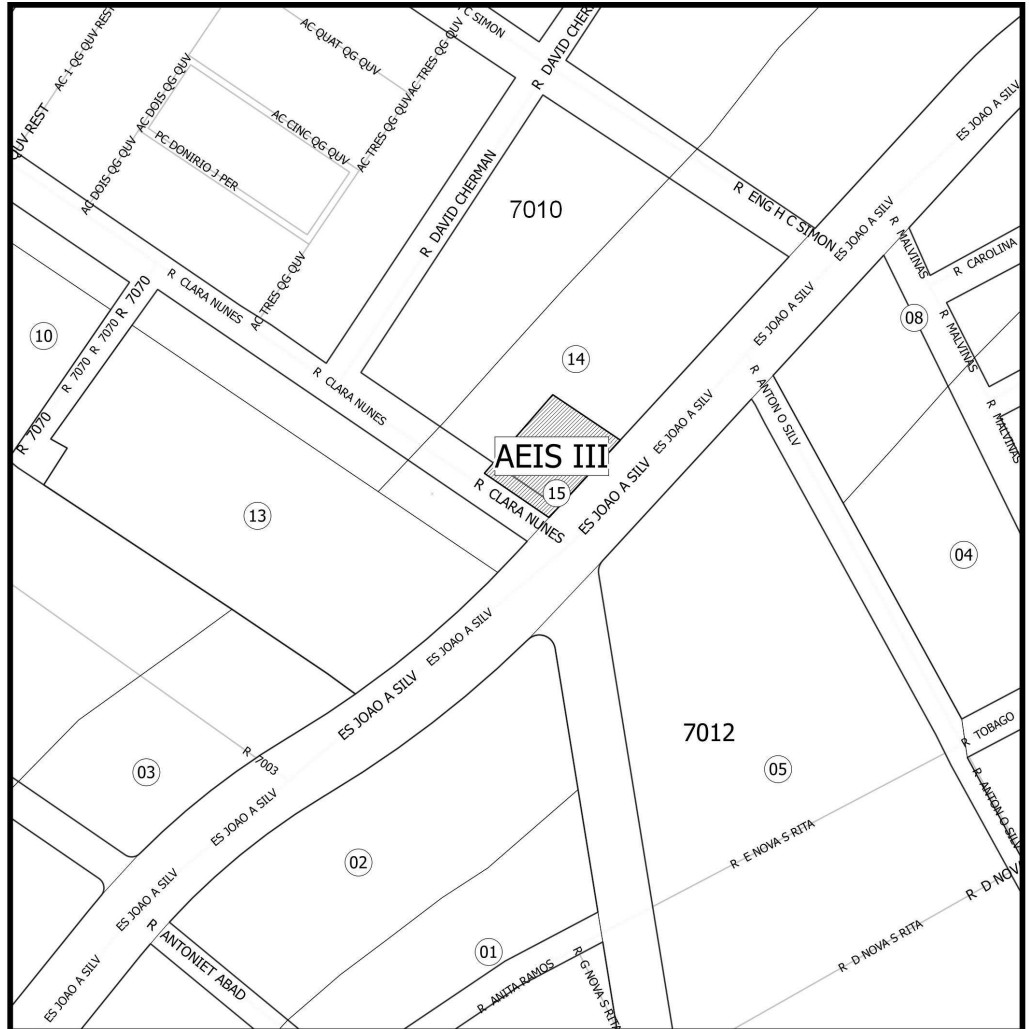 C SIMON
R DAVID CHER
AC 1 QG QUV REST
AC QUAT QG QUV
AC TRES QG QUV
ES JOAO A SILV
QUV REST
AC DOIS QG QUV
AC CINC QG QUV
AC TRES QG QUV
PC DONIRIO J PER
AC DOIS QG QUV
R DAVID CHERMAN
7010
R ENG H C SIMON
ES JOAO A SILV
R MALVINAS
R CAROLINA
AC TRES QG QUV
R CLARA NUNES
R 7070
R 7070
R 7070
R 7070
10
ES JOAO A SILV
08
R MALVINAS
14
R CLARA NUNES
R ANTON O SILV
ES JOAO A SILV
R MALVINAS
AEIS III
15
R CLARA NUNES
ES JOAO A SILV
13
04
ES JOAO A SILV
ES JOAO A SILV
7012
R TOBAGO
R 7003
03
05
ES JOAO A SILV
R ANTON O SILV
R E NOVA S RITA
02
ES JOAO A SILV
R D NOV
R ANTONIET ABAD
01
R D NOVA S RITA
ES JOAO A SILV
R ANITA RAMOS
R G NOVA S RITA